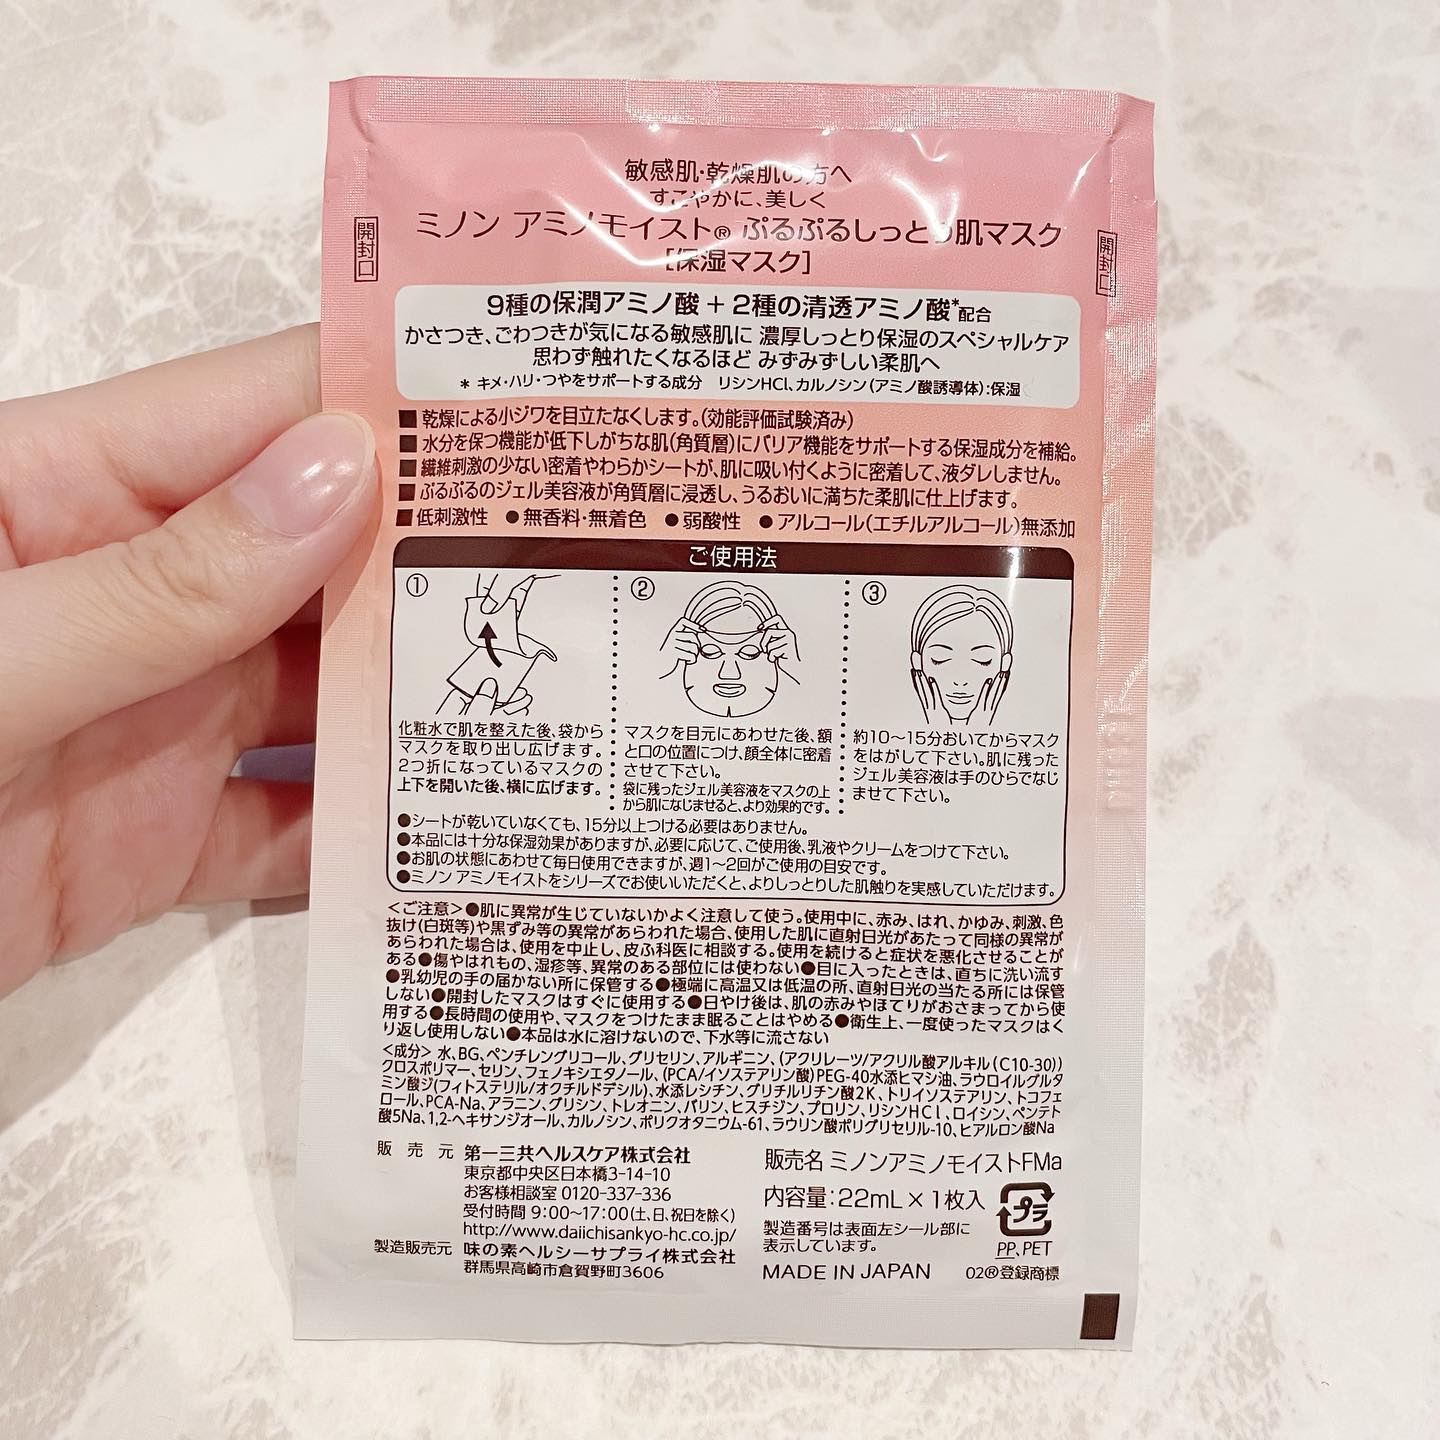 敏感肌・乾燥肌の方へ
すこやかに、美しく
ミノン アミノモイスト® ぷるぷるしっとり肌マスク
[保湿マスク]
開封口
開封口
9種の保潤アミノ酸 + 2種の清透アミノ酸*配合
かさつき、ごわつきが気になる敏感肌に 濃厚しっとり保湿のスペシャルケア
思わず触れたくなるほど みずみずしい柔肌へ
* キメ・ハリ・つやをサポートする成分 リシンHCl、カルノシン(アミノ酸誘導体):保湿
■ 乾燥による小ジワを目立たなくします。(効能評価試験済み)
■ 水分を保つ機能が低下しがちな肌(角質層)にバリア機能をサポートする保湿成分を補給。
■ 繊維刺激の少ない密着やわらかシートが、肌に吸い付くように密着して、液ダレしません。
■ ぷるぷるのジェル美容液が角質層に浸透し、うるおいに満ちた柔肌に仕上げます。
■ 低刺激性 ●無香料・無着色 ●弱酸性 ●アルコール(エチルアルコール)無添加
ご使用法
①
化粧水で肌を整えた後、袋から
マスクを取り出し広げます。
2つ折になっているマスクの
上下を開いた後、横に広げます。
②
マスクを目元にあわせた後、額
と口の位置につけ、顔全体に密着
させて下さい。
袋に残ったジェル美容液をマスクの上
から肌になじませると、より効果的です。
③
約10〜15分おいてからマスク
をはがして下さい。肌に残った
ジェル美容液は手のひらでなじ
ませて下さい。
●シートが乾いていなくても、15分以上つける必要はありません。
●本品には十分な保湿効果がありますが、必要に応じて、ご使用後、乳液やクリームをつけて下さい。
●お肌の状態にあわせて毎日使用できますが、週1〜2回がご使用の目安です。
●ミノン アミノモイストをシリーズでお使いいただくと、よりしっとりした肌触りを実感していただけます。
<ご注意>●肌に異常が生じていないかよく注意して使う。使用中に、赤み、はれ、かゆみ、刺激、色
抜け(白斑等)や黒ずみ等の異常があらわれた場合、使用した肌に直射日光があたって同様の異常が
あらわれた場合は、使用を中止し、皮ふ科医に相談する。使用を続けると症状を悪化させることが
ある●傷やはれもの、湿疹等、異常のある部位には使わない●目に入ったときは、直ちに洗い流す
●乳幼児の手の届かない所に保管する●極端に高温又は低温の所、直射日光の当たる所には保管
しない●開封したマスクはすぐに使用する●日やけ後は、肌の赤みやほてりがおさまってから使
用する●長時間の使用や、マスクをつけたまま眠ることはやめる●衛生上、一度使ったマスクはく
り返し使用しない●本品は水に溶けないので、下水等に流さない
<成分> 水、BG、ペンチレングリコール、グリセリン、アルギニン、(アクリレーツ/アクリル酸アルキル(C10-30))
クロスポリマー、セリン、フェノキシエタノール、(PCA/イソステアリン酸)PEG-40水添ヒマシ油、ラウロイルグルタ
ミン酸ジ(フィトステリル/オクチルドデシル)、水添レシチン、グリチルリチン酸2K、トリイソステアリン、トコフェ
ロール、PCA-Na、アラニン、グリシン、トレオニン、バリン、ヒスチジン、プロリン、リシンHCl、ロイシン、ペンテト
酸5Na、1,2-ヘキサンジオール、カルノシン、ポリクオタニウム-61、ラウリン酸ポリグリセリル-10、ヒアルロン酸Na
販売元 第一三共ヘルスケア株式会社
東京都中央区日本橋3-14-10
お客様相談室 0120-337-336
受付時間 9:00〜17:00(土、日、祝日を除く)
http://www.daiichisankyo-hc.co.jp/
製造販売元 味の素ヘルシーサプライ株式会社
群馬県高崎市倉賀野町3606
販売名 ミノンアミノモイストFMa
内容量:22mL×1枚入
製造番号は表面左シール部に
表示しています。
プラ
PP、PET
MADE IN JAPAN
02®登録商標